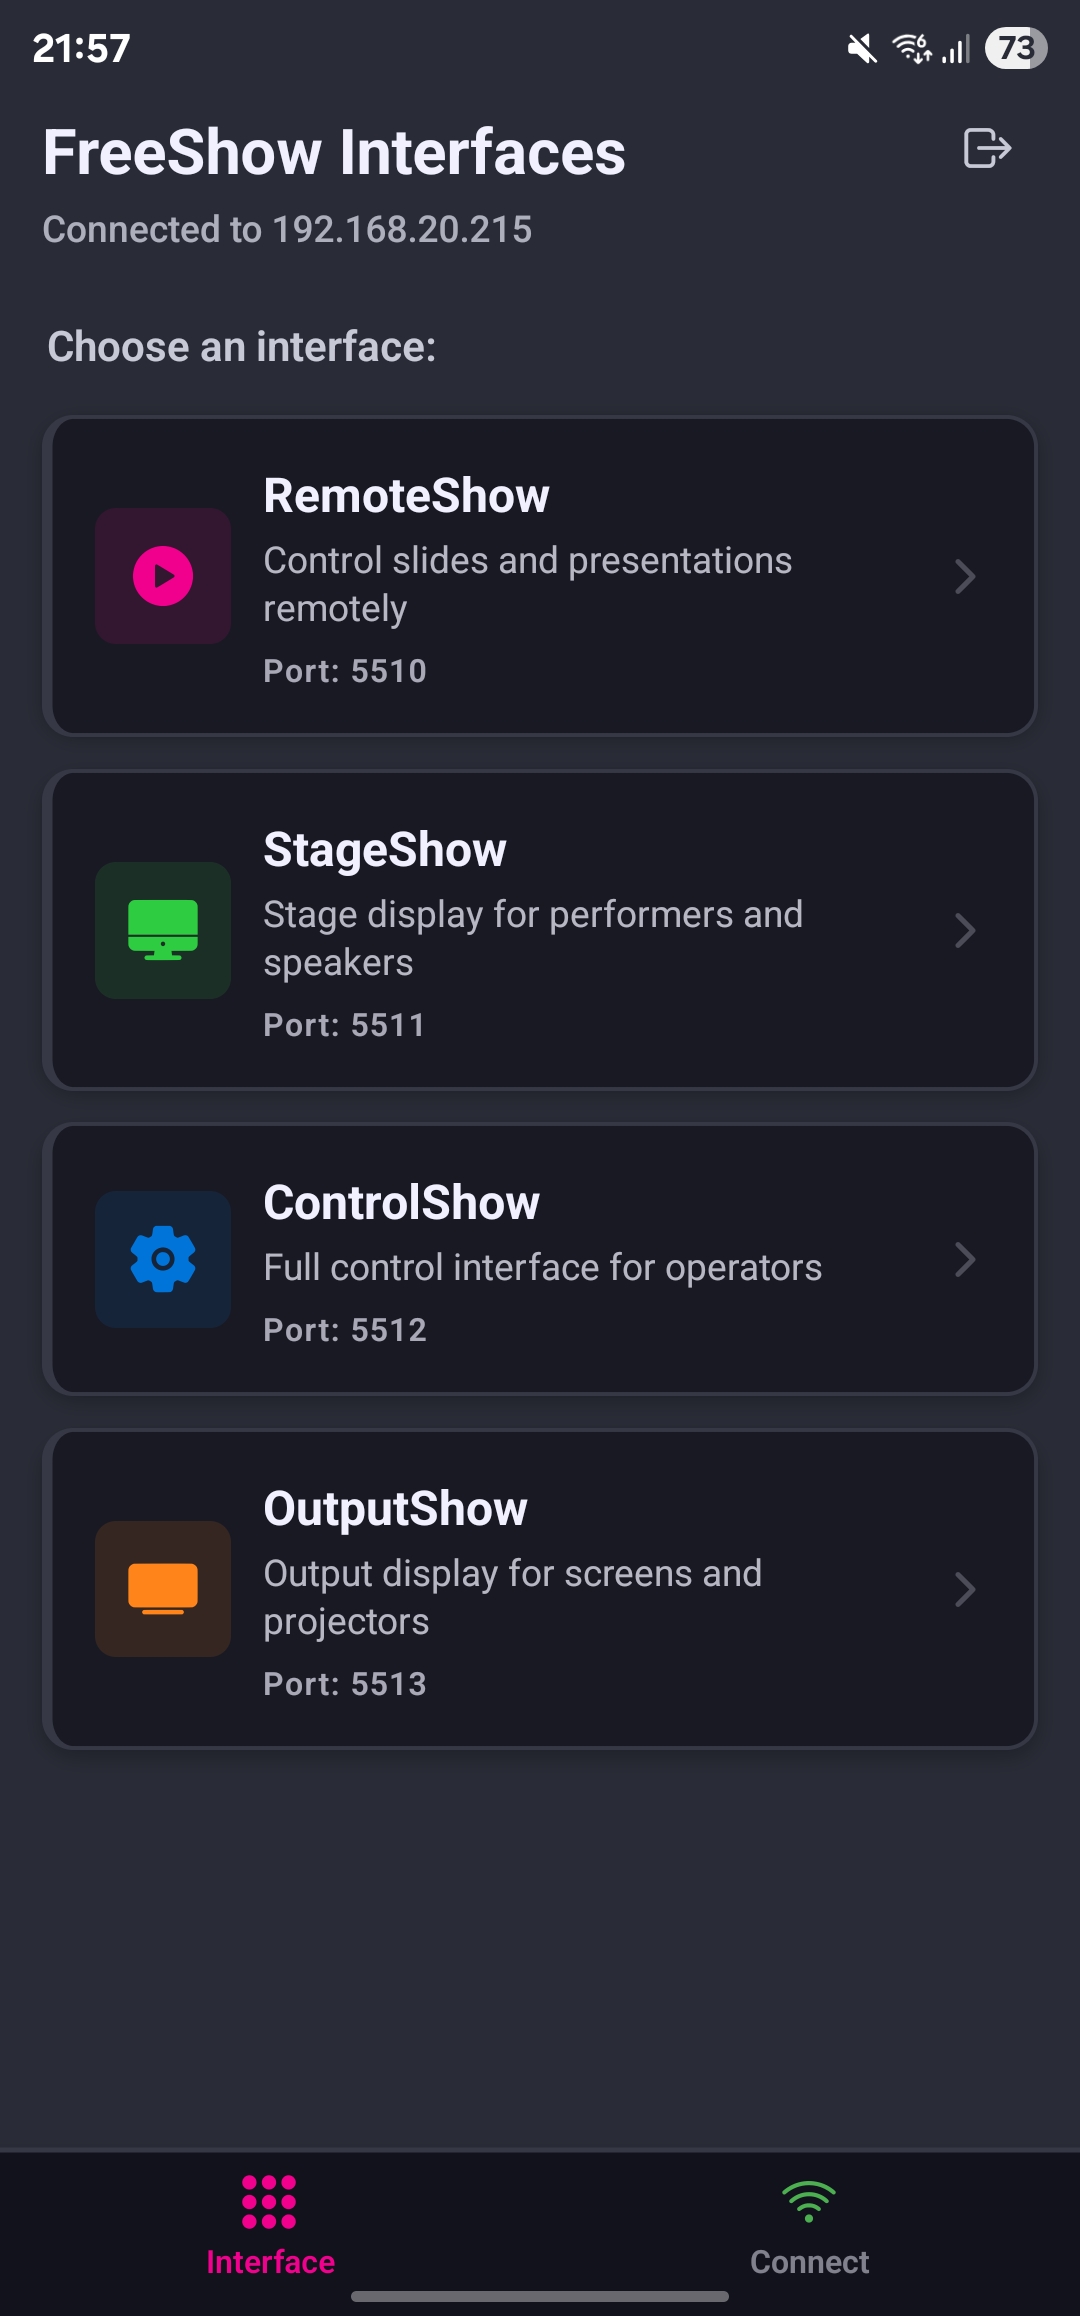 21:57
6
73
FreeShow Interfaces
Connected to 192.168.20.215
Choose an interface:
RemoteShow
Control slides and presentations
remotely
Port: 5510
StageShow
Stage display for performers and
speakers
Port: 5511
ControlShow
Full control interface for operators
Port: 5512
OutputShow
Output display for screens and
projectors
Port: 5513
Interface
Connect